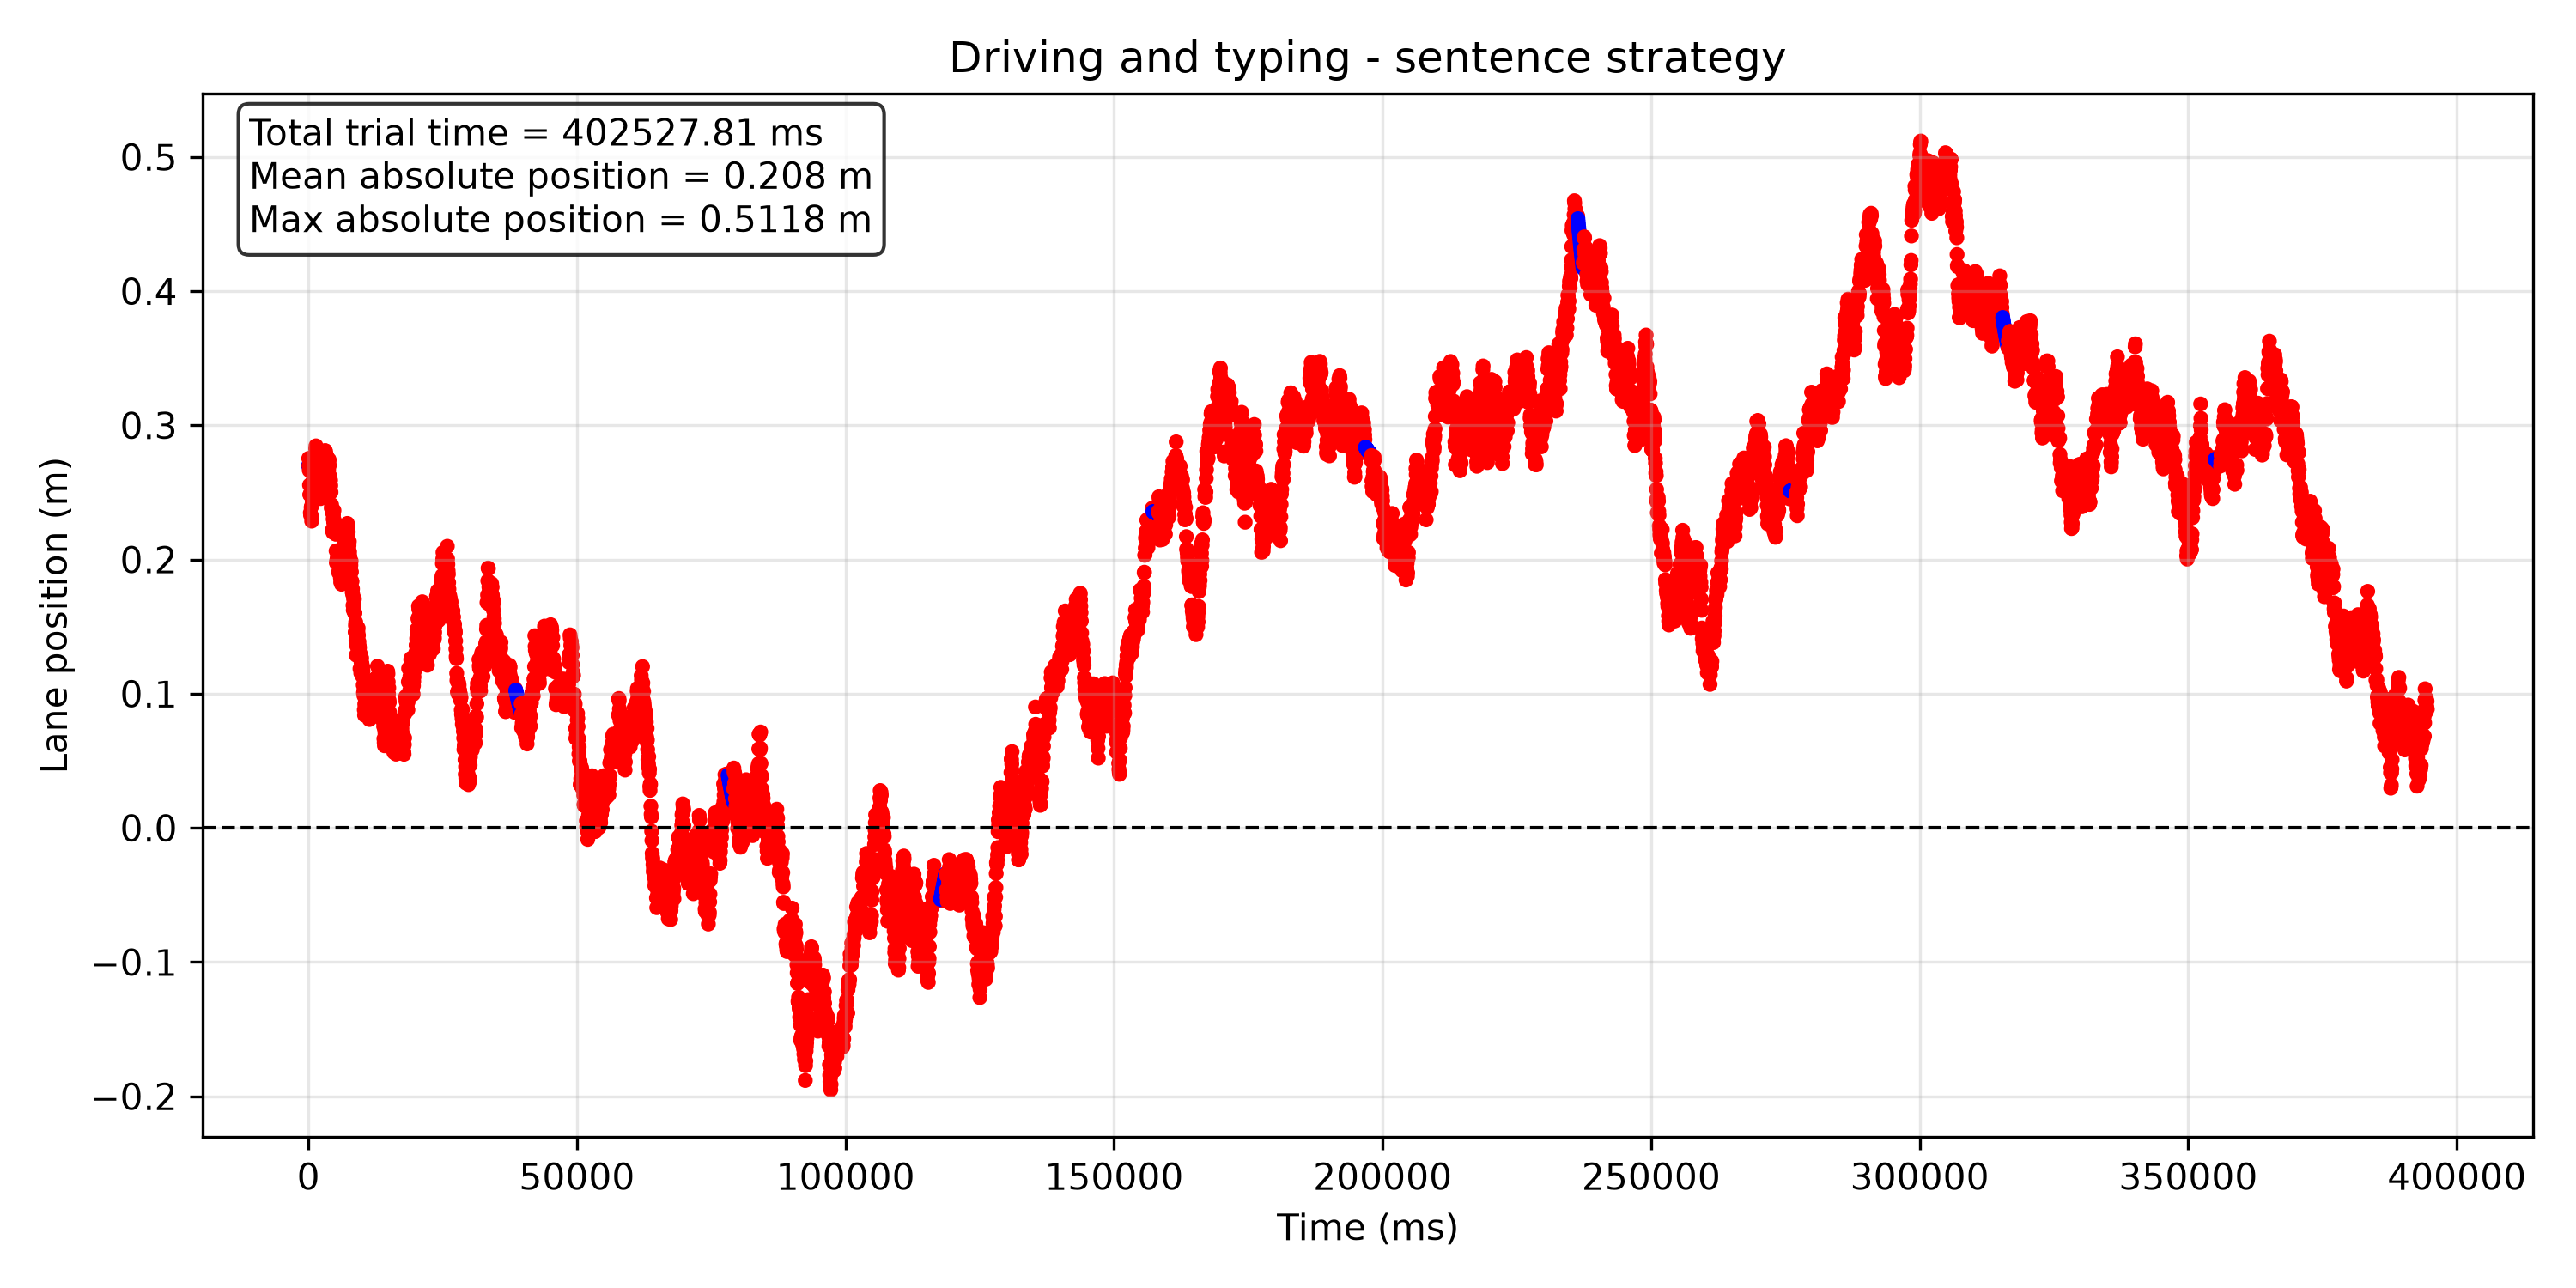 Driving and typing - sentence strategy
Total trial time = 402527.81 ms
Mean absolute position = 0.208 m
Max absolute position = 0.5118 m
Lane position (m)
0.5
0.4
0.3
0.2
0.1
0.0
−0.1
−0.2
0 50000 100000 150000 200000 250000 300000 350000 400000
Time (ms)